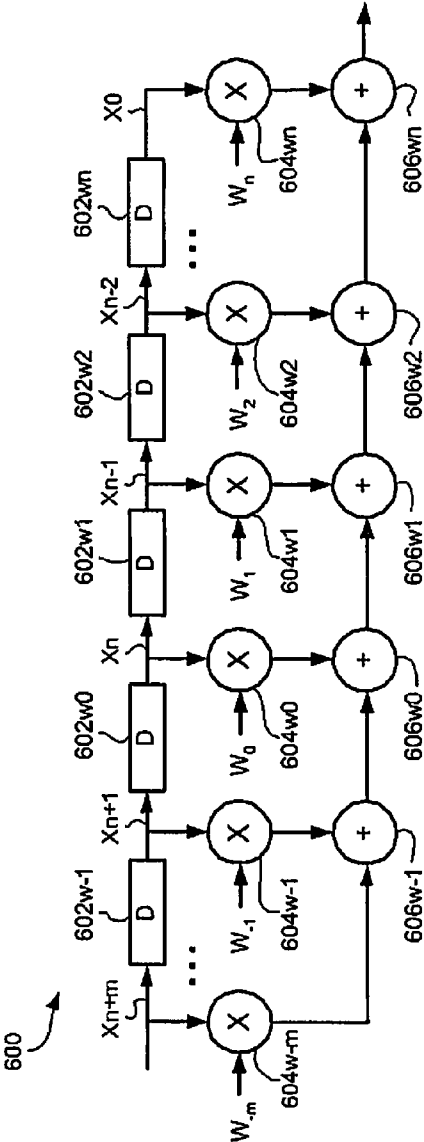 600
602w-1
602w0
602w1
602w2
602wn
D
D
D
D
D
Xn+m
Xn+1
Xn
Xn-1
Xn-2
X0
...
...
X
X
X
X
X
X
W-m
W-1
W0
W1
W2
Wn
604w-m
604w-1
604w0
604w1
604w2
604wn
+
+
+
+
+
606w-1
606w0
606w1
606w2
606wn